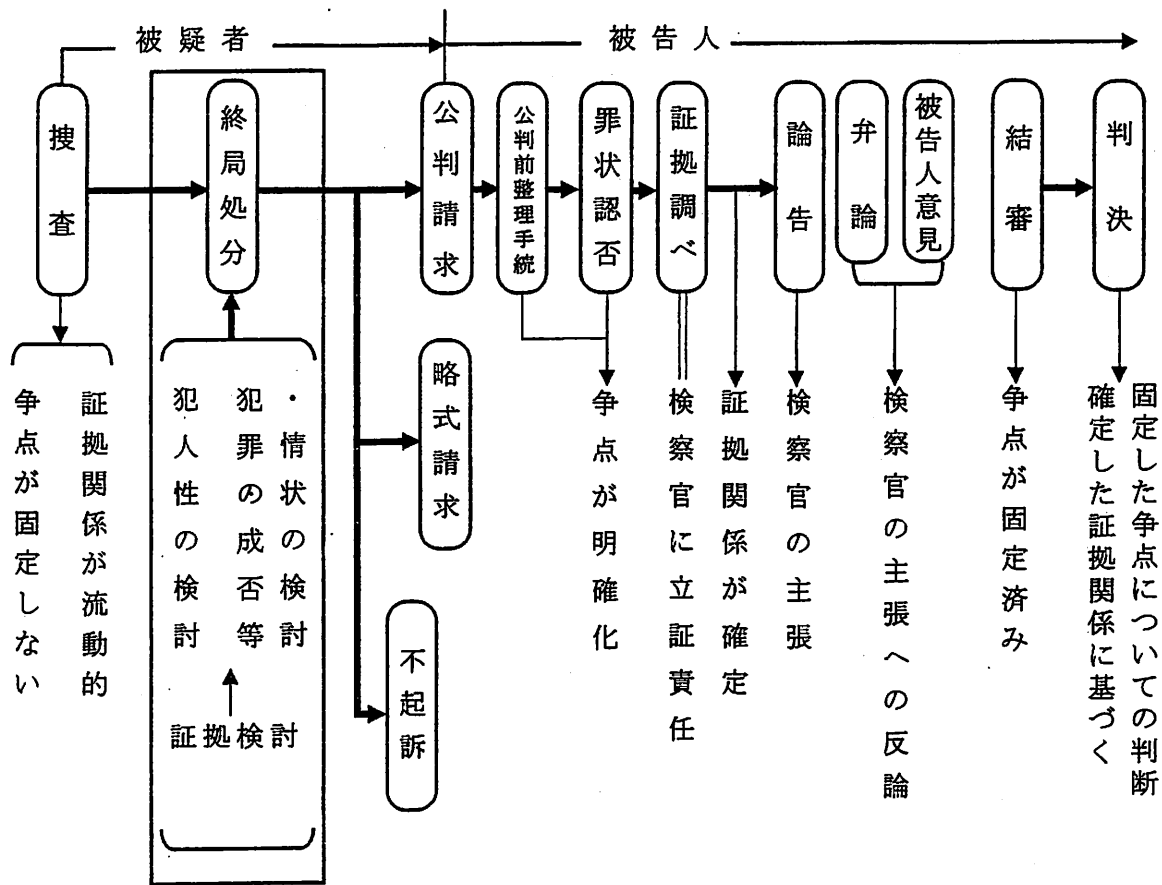 被疑者
被告人
捜査
終局処分
公判請求
公判前整理手続
罪状認否
証拠調べ
論告
弁論
被告人意見
結審
判決
略式請求
不起訴
証拠関係が流動的
争点が固定しない
・情状の検討
犯罪の成否等
犯人性の検討
証拠検討
争点が明確化
検察官に立証責任
証拠関係が確定
検察官の主張
検察官の主張への反論
争点が固定済み
固定した争点についての判断
確定した証拠関係に基づく